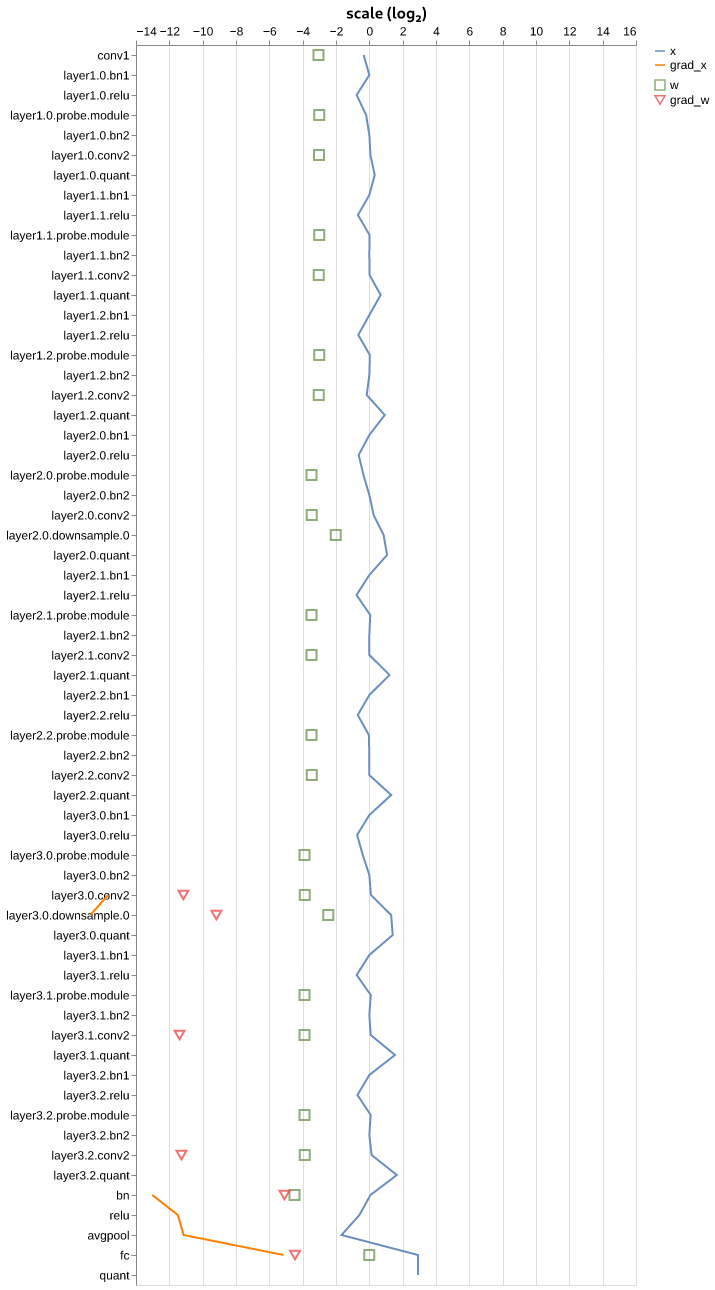 scale (log₂)
−14 −12 −10 −8 −6 −4 −2 0 2 4 6 8 10 12 14 16
x
grad_x
w
grad_w
conv1
layer1.0.bn1
layer1.0.relu
layer1.0.probe.module
layer1.0.bn2
layer1.0.conv2
layer1.0.quant
layer1.1.bn1
layer1.1.relu
layer1.1.probe.module
layer1.1.bn2
layer1.1.conv2
layer1.1.quant
layer1.2.bn1
layer1.2.relu
layer1.2.probe.module
layer1.2.bn2
layer1.2.conv2
layer1.2.quant
layer2.0.bn1
layer2.0.relu
layer2.0.probe.module
layer2.0.bn2
layer2.0.conv2
layer2.0.downsample.0
layer2.0.quant
layer2.1.bn1
layer2.1.relu
layer2.1.probe.module
layer2.1.bn2
layer2.1.conv2
layer2.1.quant
layer2.2.bn1
layer2.2.relu
layer2.2.probe.module
layer2.2.bn2
layer2.2.conv2
layer2.2.quant
layer3.0.bn1
layer3.0.relu
layer3.0.probe.module
layer3.0.bn2
layer3.0.conv2
layer3.0.downsample.0
layer3.0.quant
layer3.1.bn1
layer3.1.relu
layer3.1.probe.module
layer3.1.bn2
layer3.1.conv2
layer3.1.quant
layer3.2.bn1
layer3.2.relu
layer3.2.probe.module
layer3.2.bn2
layer3.2.conv2
layer3.2.quant
bn
relu
avgpool
fc
quant